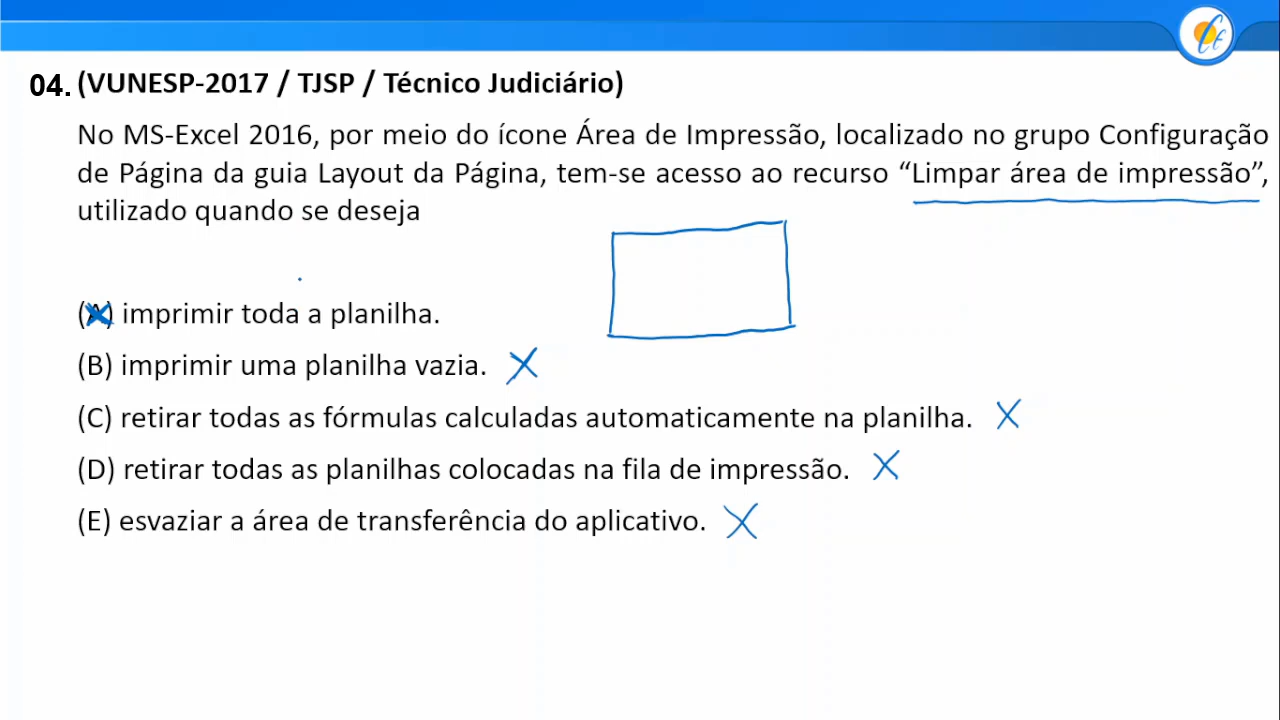 04. (VUNESP-2017 / TJSP / Técnico Judiciário)
No MS-Excel 2016, por meio do ícone Área de Impressão, localizado no grupo Configuração
de Página da guia Layout da Página, tem-se acesso ao recurso “Limpar área de impressão”,
utilizado quando se deseja
(A) imprimir toda a planilha.
(B) imprimir uma planilha vazia.
(C) retirar todas as fórmulas calculadas automaticamente na planilha.
(D) retirar todas as planilhas colocadas na fila de impressão.
(E) esvaziar a área de transferência do aplicativo.